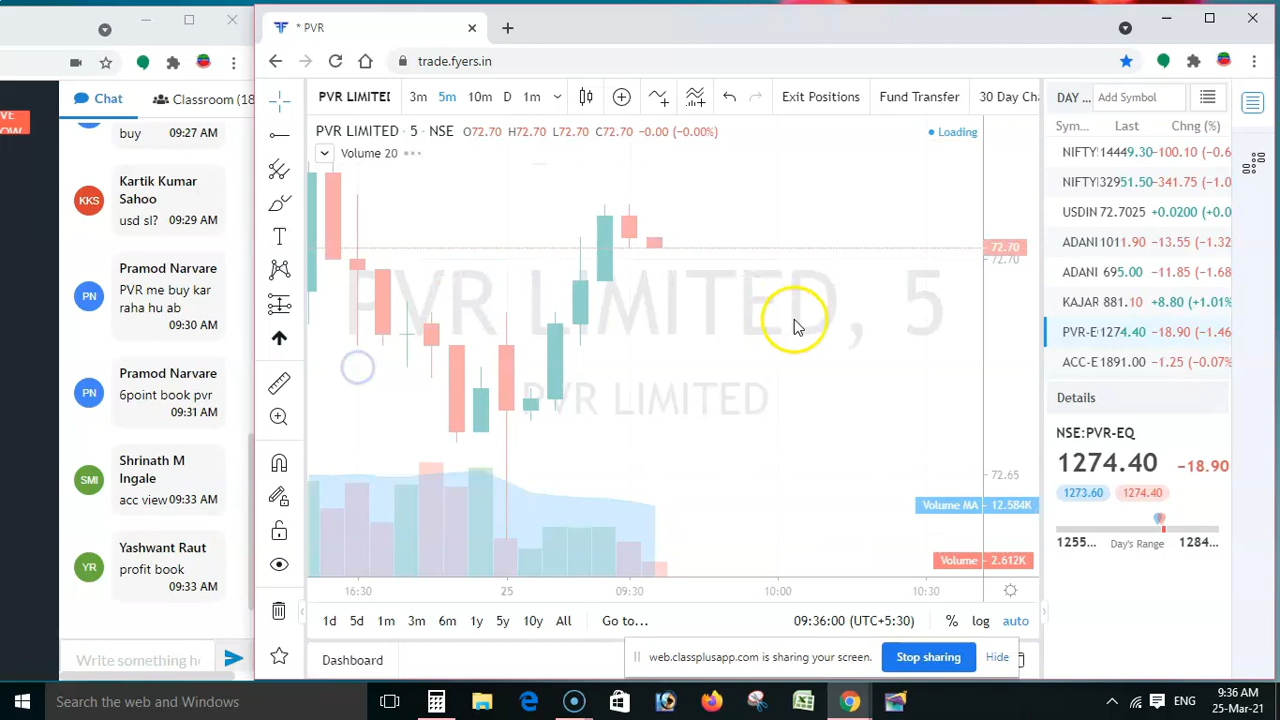 * PVR
trade.fyers.in
Chat
Classroom (18
VE
buy
09:27 AM
KKS
Kartik Kumar
Sahoo
usd sl?
09:29 AM
PN
Pramod Narvare
PVR me buy kar
raha hu ab
09:30 AM
PN
Pramod Narvare
6point book pvr
09:31 AM
SMI
Shrinath M
Ingale
acc view
09:33 AM
YR
Yashwant Raut
profit book
09:33 AM
Write something he
PVR LIMITED
3m
5m
10m
D
1m
Exit Positions
Fund Transfer
30 Day Cha
PVR LIMITED · 5 · NSE O72.70 H72.70 L72.70 C72.70 -0.00 (-0.00%)
Loading
Volume 20
PVR LIMITED, 5
PVR LIMITED
72.70
72.70
72.65
Volume MA 12.584K
Volume 2.612K
16:30
25
09:30
10:00
10:30
1d 5d 1m 3m 6m 1y 5y 10y All Go to...
09:36:00 (UTC+5:30)
% log auto
Dashboard
web.classplusapp.com is sharing your screen.
Stop sharing
Hide
DAY ...
Add Symbol
Sym... Last Chng (%)
NIFTY 14449.30 -100.10 (-0.6
NIFTY 32951.50 -341.75 (-1.0
USDIN 72.7025 +0.0200 (+0.0
ADANI 1011.90 -13.55 (-1.32
ADANI 695.00 -11.85 (-1.68
KAJAR 881.10 +8.80 (+1.01%
PVR-E 1274.40 -18.90 (-1.46
ACC-E 1891.00 -1.25 (-0.07%
Details
NSE:PVR-EQ
1274.40 -18.90
1273.60
1274.40
1255...
Day's Range
1284...
Search the web and Windows
ENG
9:36 AM
25-Mar-21